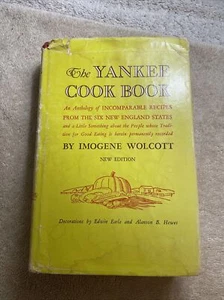 The YANKEE
COOK BOOK
An Anthology of INCOMPARABLE RECIPES
FROM THE SIX NEW ENGLAND STATES
and a Little Something about the People whose Tradi-
tion for Good Eating is herein permanently recorded
BY IMOGENE WOLCOTT
NEW EDITION
Decorations by Edwin Earle and Alanson B. Hewes